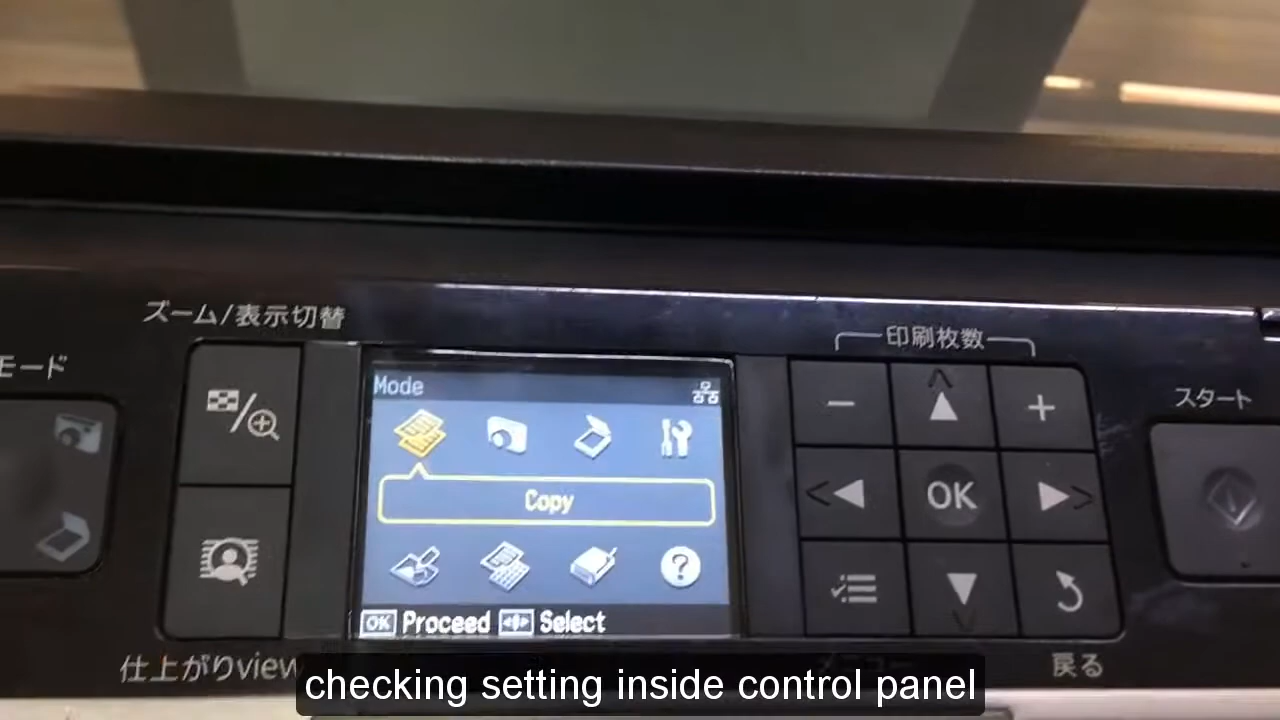 ズーム/表示切替
印刷枚数
モード
スタート
Mode
Copy
OK
OK Proceed Select
仕上がりview
戻る
checking setting inside control panel